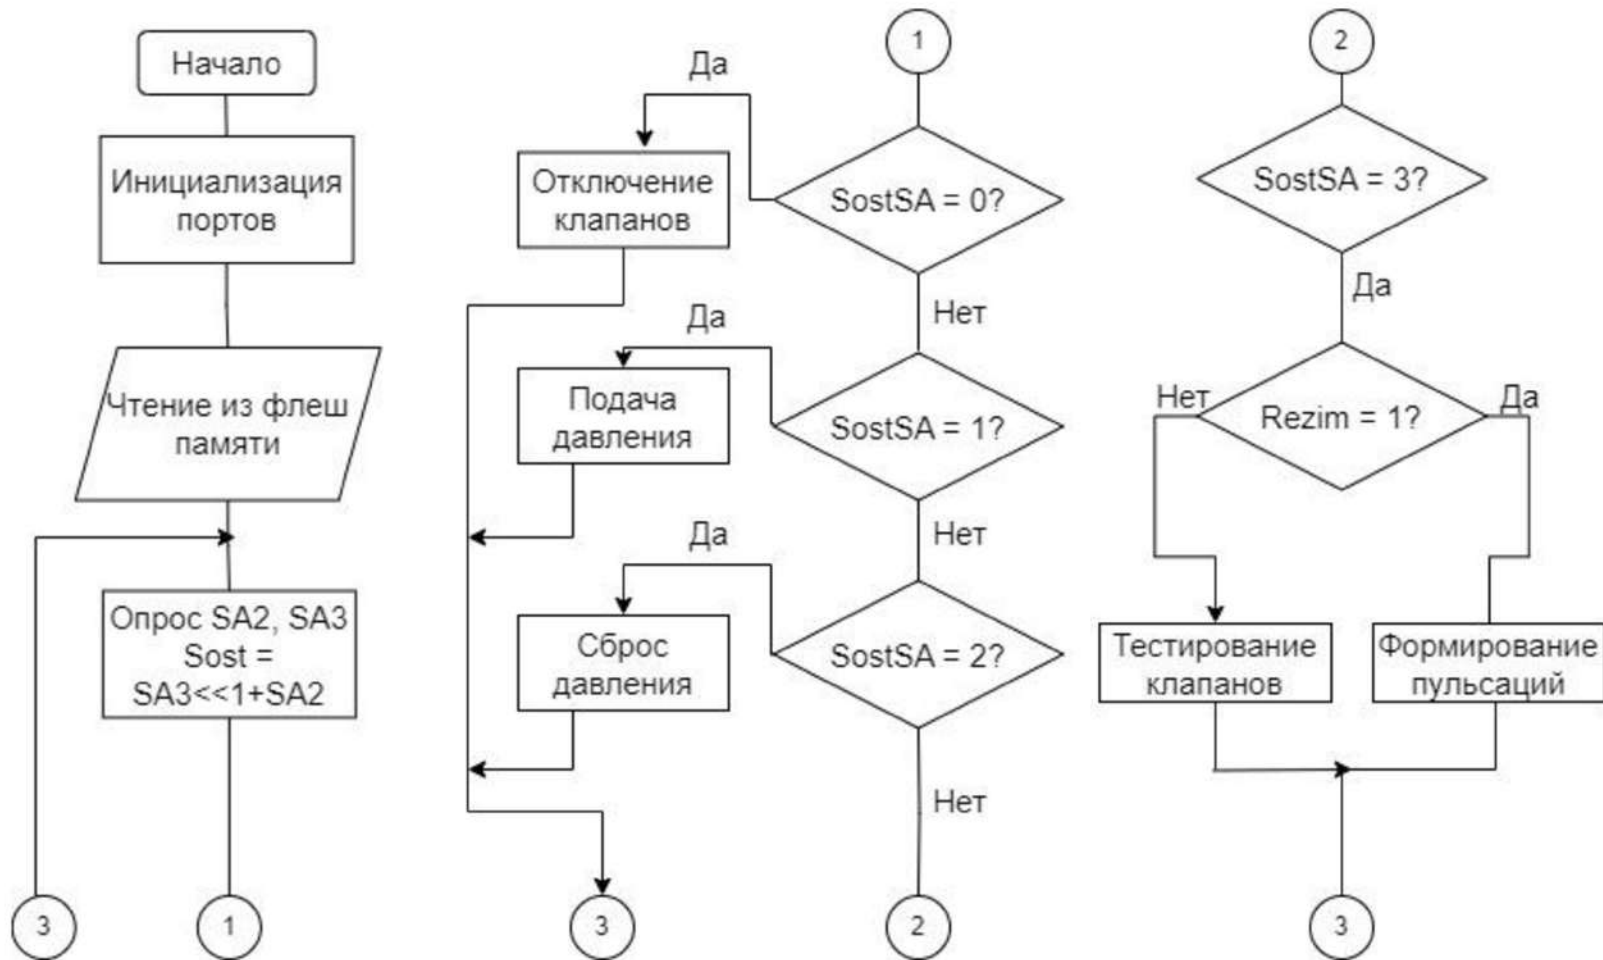 Начало
Инициализация
портов
Чтение из флеш
памяти
Опрос SA2, SA3
Sost =
SA3<<1+SA2
3
1
1
Да
SostSA = 0?
Отключение
клапанов
Нет
Да
SostSA = 1?
Подача
давления
Нет
Да
SostSA = 2?
Сброс
давления
Нет
3
2
2
SostSA = 3?
Да
Rezim = 1?
Нет
Да
Тестирование
клапанов
Формирование
пульсаций
3